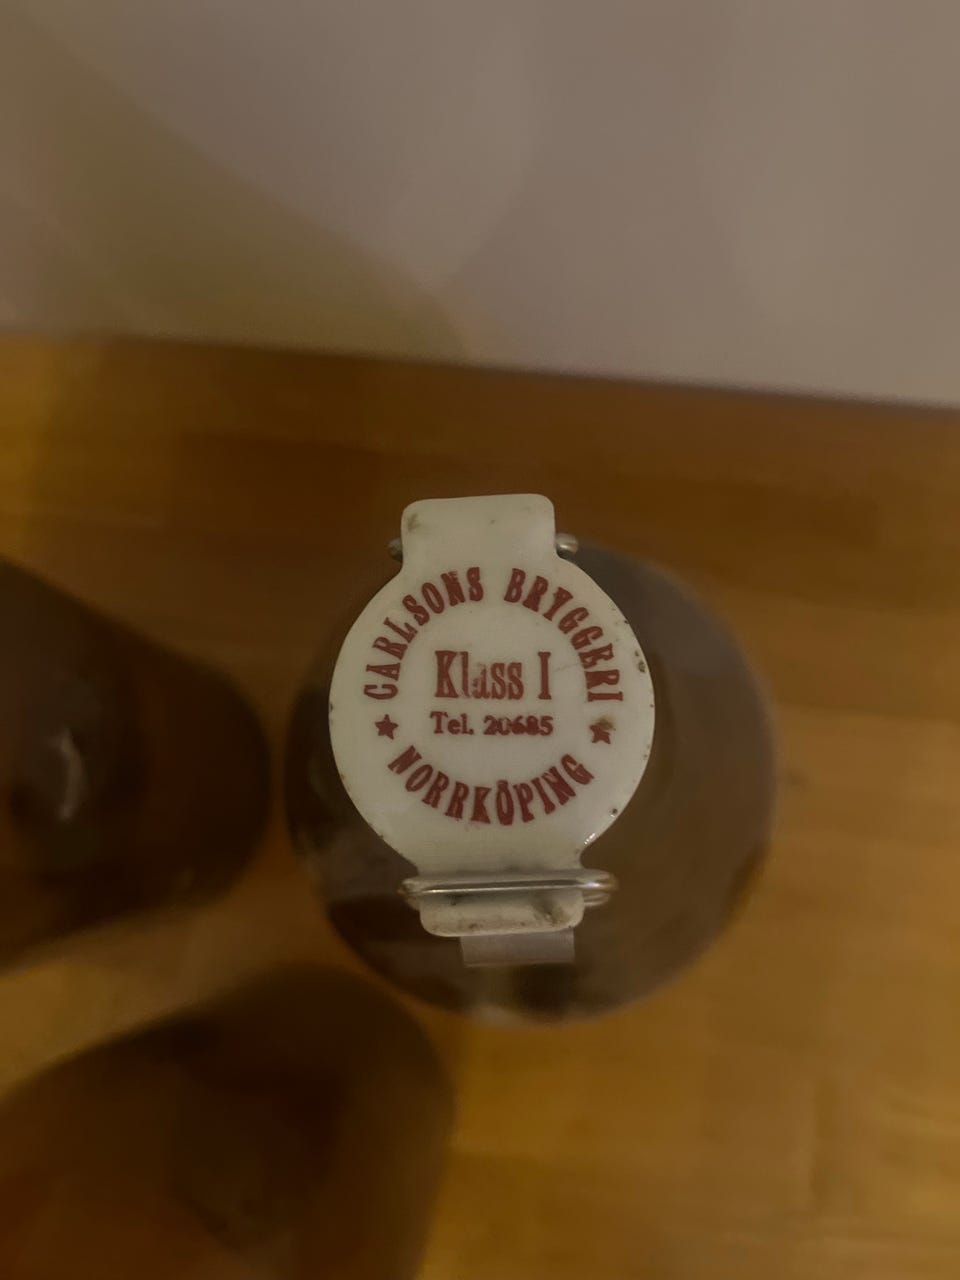 CARLSONS BRYGGERI
Klass I
Tel. 20685
NORRKÖPING